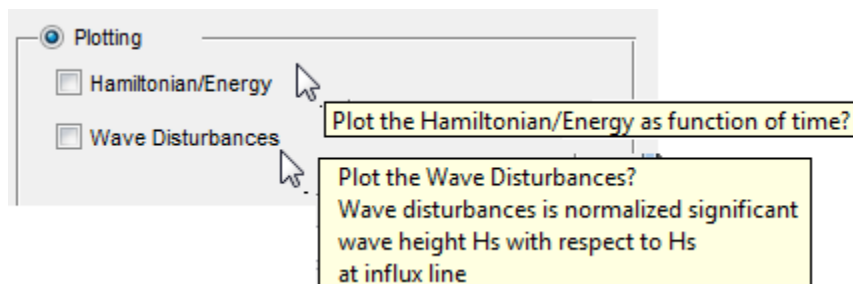 Plotting
Hamiltonian/Energy
Plot the Hamiltonian/Energy as function of time?
Wave Disturbances
Plot the Wave Disturbances?
Wave disturbances is normalized significant
wave height Hs with respect to Hs
at influx line